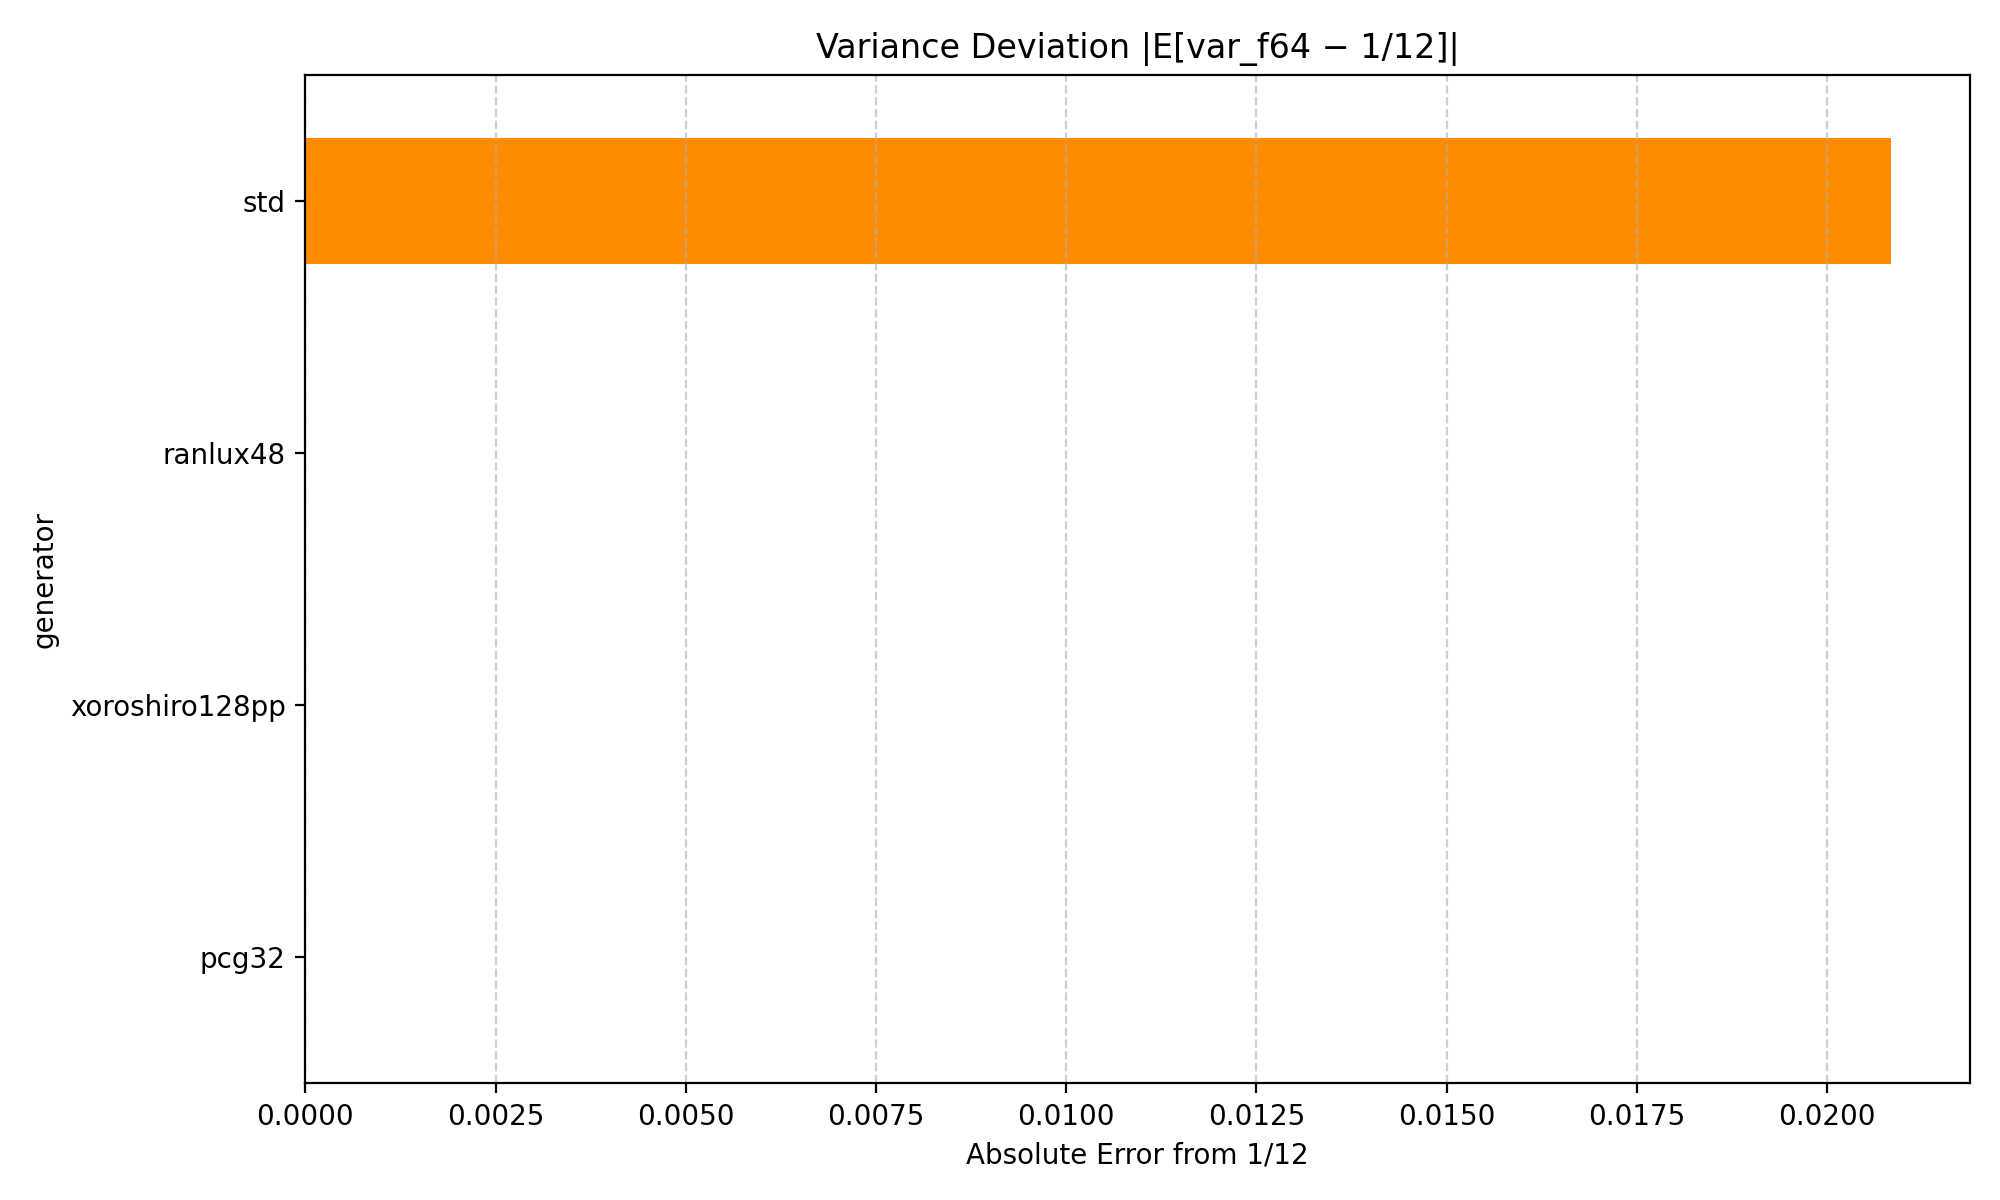 Variance Deviation |E[var_f64 − 1/12]|
std
ranlux48
generator
xoroshiro128pp
pcg32
0.0000 0.0025 0.0050 0.0075 0.0100 0.0125 0.0150 0.0175 0.0200
Absolute Error from 1/12